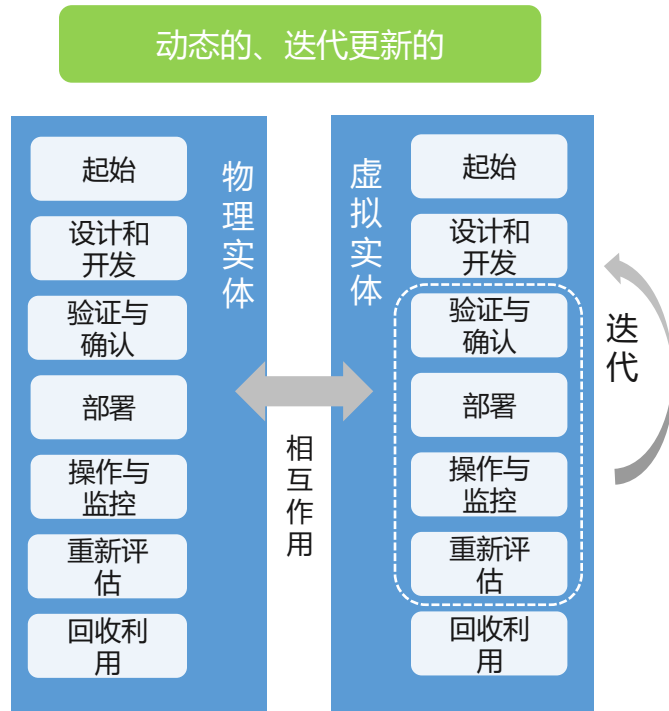 动态的、迭代更新的
物理实体
起始
设计和
开发
验证与
确认
部署
操作与
监控
重新评
估
回收利
用
相互作用
虚拟实体
起始
设计和
开发
验证与
确认
部署
操作与
监控
重新评
估
回收利
用
迭代